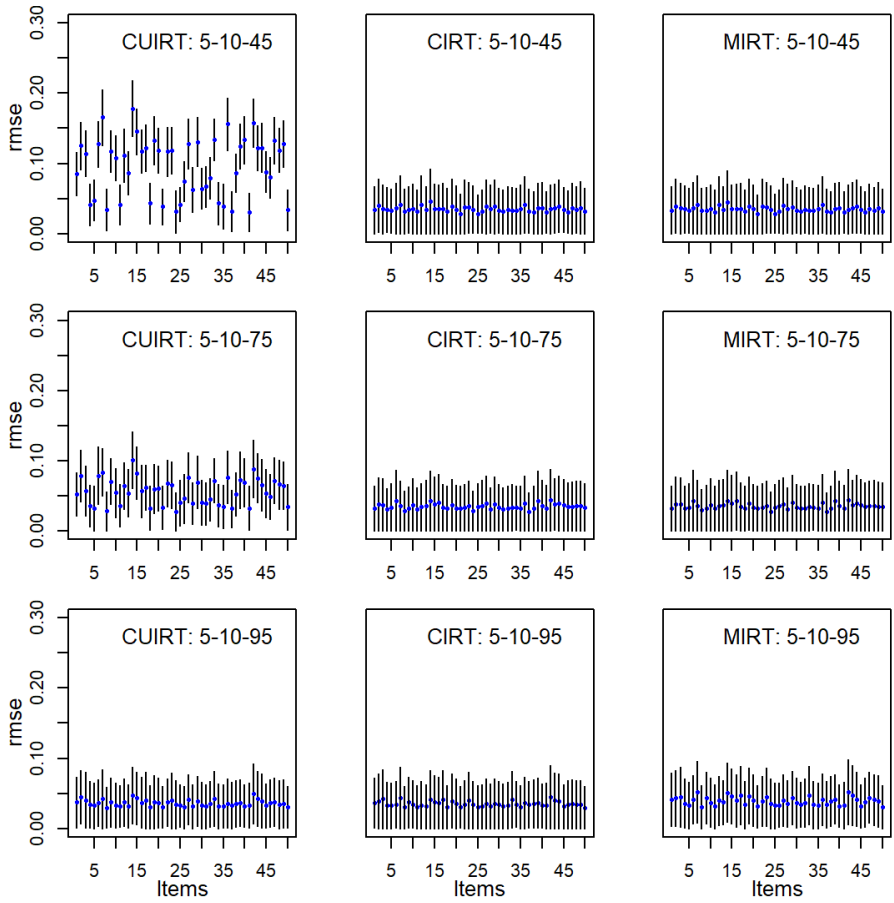 CUIRT: 5-10-45 CIRT: 5-10-45 MIRT: 5-10-45
rmse
0.30
0.20
0.10
0.00
5 15 25 35 45 5 15 25 35 45 5 15 25 35 45
CUIRT: 5-10-75 CIRT: 5-10-75 MIRT: 5-10-75
rmse
0.30
0.20
0.10
0.00
5 15 25 35 45 5 15 25 35 45 5 15 25 35 45
CUIRT: 5-10-95 CIRT: 5-10-95 MIRT: 5-10-95
rmse
0.30
0.20
0.10
0.00
5 15 25 35 45 5 15 25 35 45 5 15 25 35 45
Items Items Items